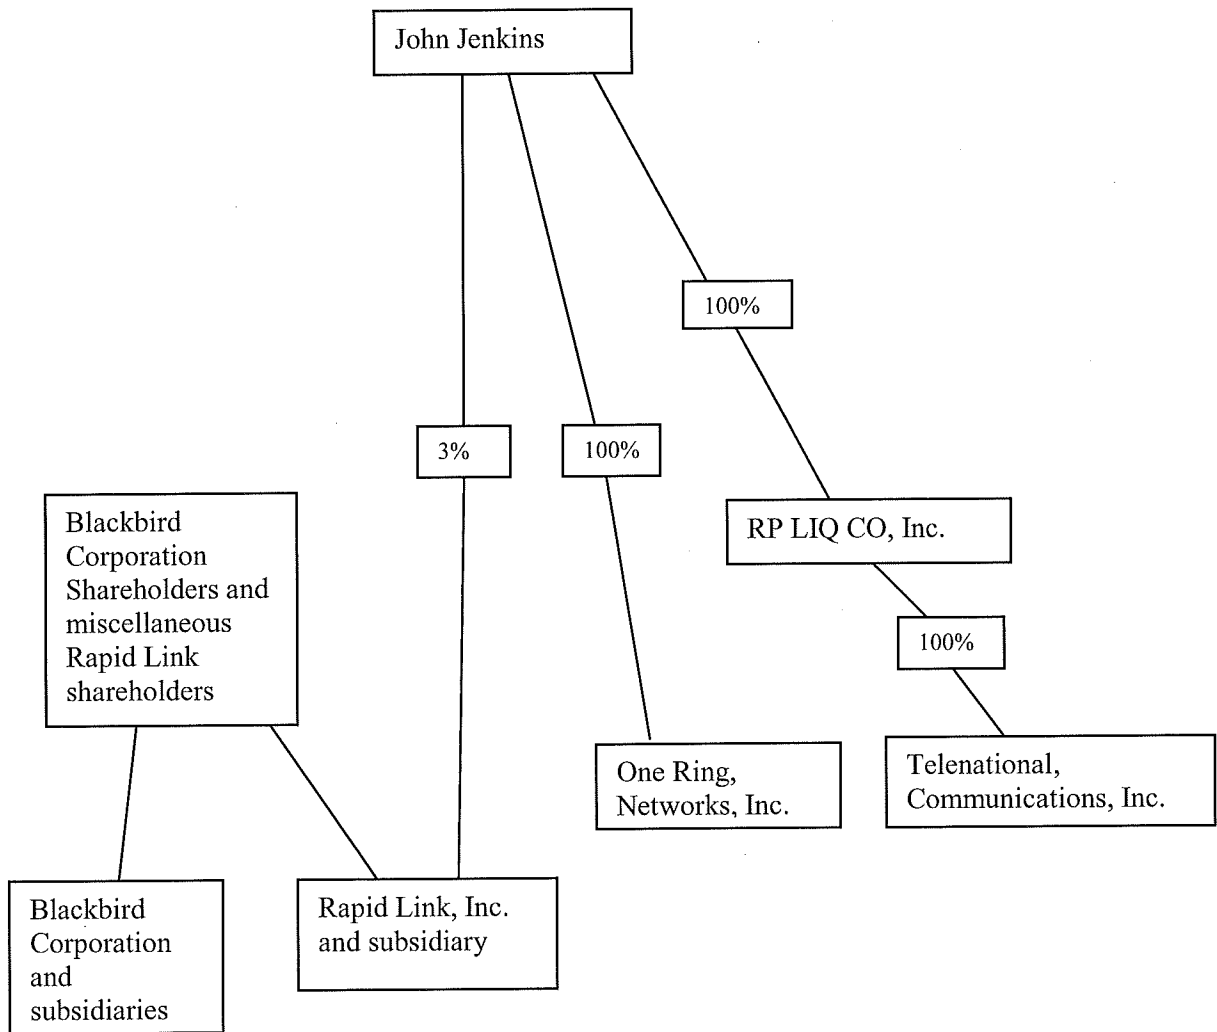 John Jenkins
100%
3%
100%
Blackbird
Corporation
Shareholders and
miscellaneous
Rapid Link
shareholders
RP LIQ CO, Inc.
100%
One Ring,
Networks, Inc.
Telenational,
Communications, Inc.
Blackbird
Corporation
and
subsidiaries
Rapid Link, Inc.
and subsidiary